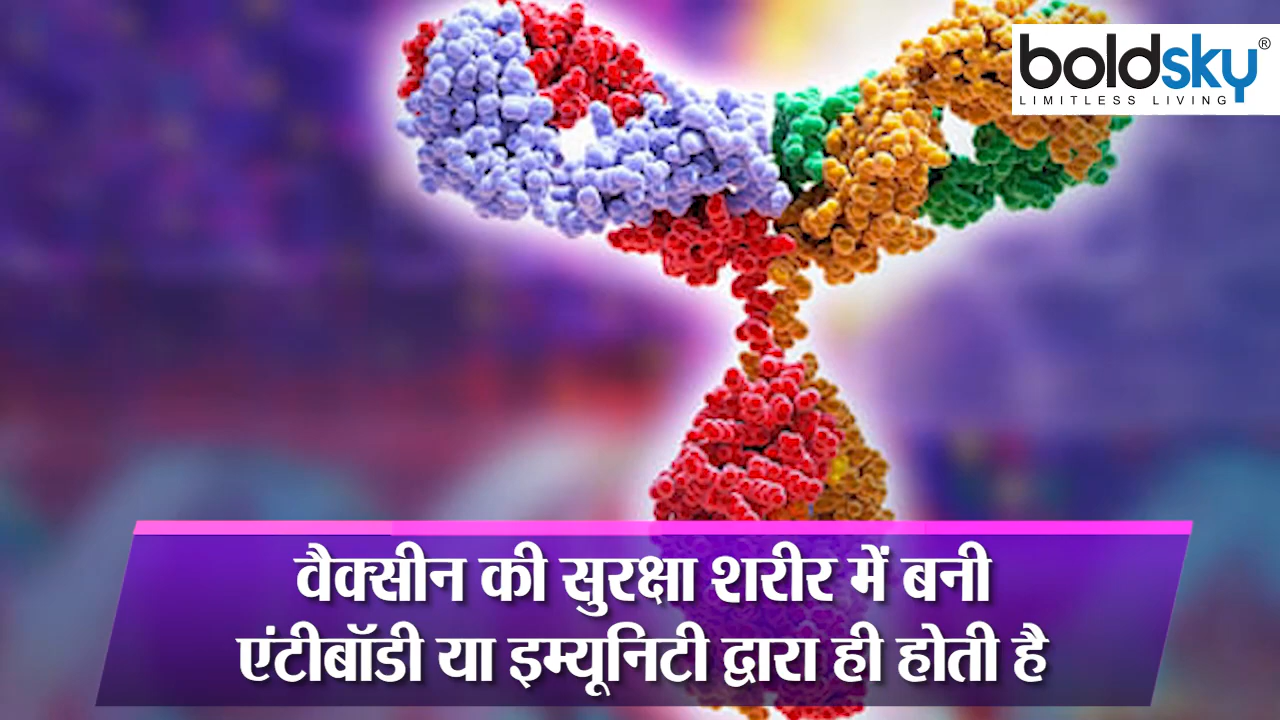 boldsky®
LIMITLESS LIVING
वैक्सीन की सुरक्षा शरीर में बनी
एंटीबॉडी या इम्यूनिटी द्वारा ही होती है